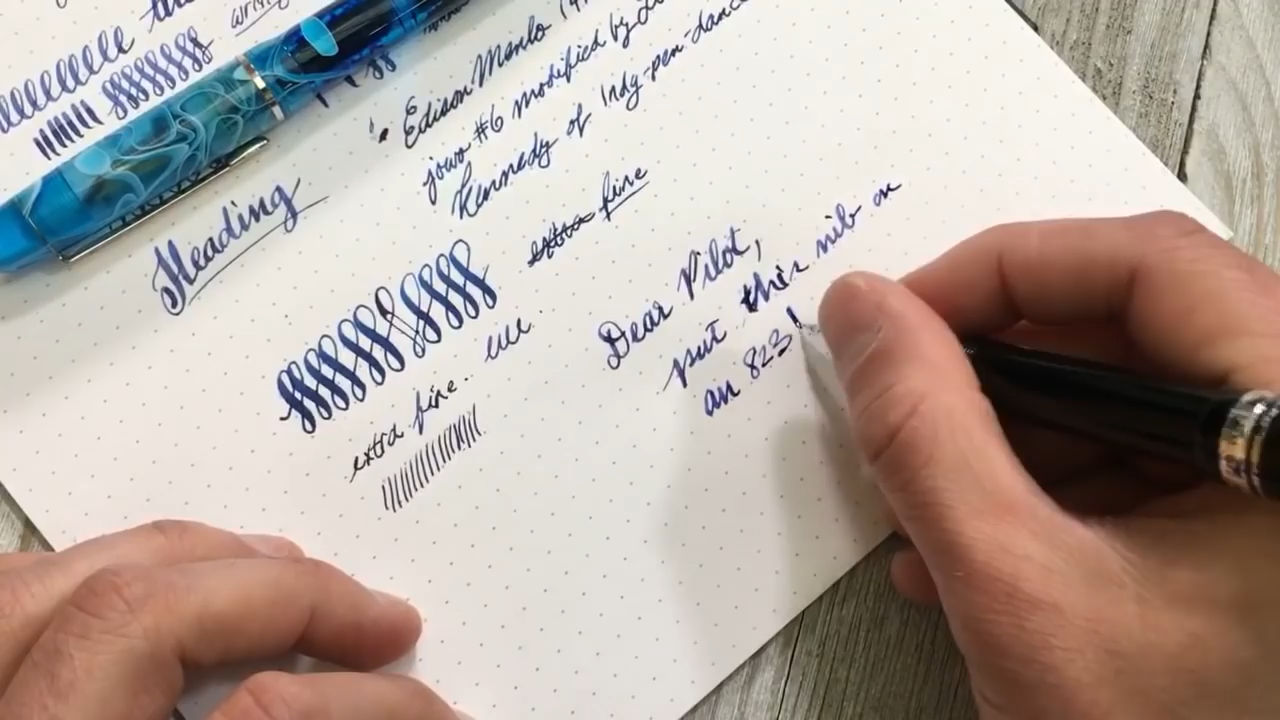 writing
Edison Menlo
jowo #6 modified by
Kennedy of Indy-pen-dance
Heading
extra fine
Dear Pilot,
put this nib on
an 823!
extra fine..